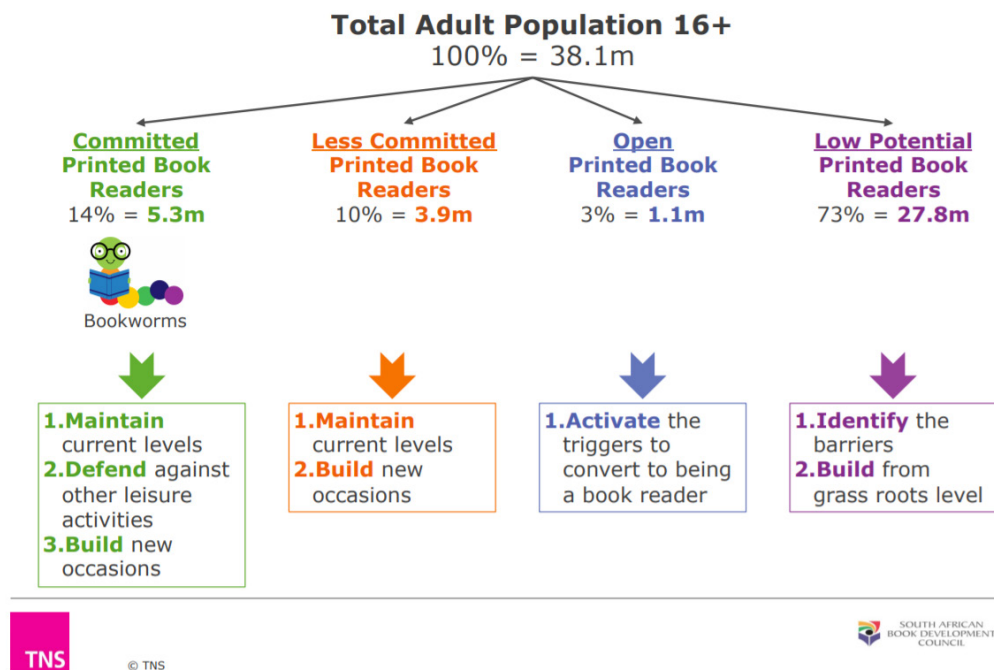 Total Adult Population 16+
100% = 38.1m
Committed
Printed Book
Readers
14% = 5.3m
Bookworms
Less Committed
Printed Book
Readers
10% = 3.9m
Open
Printed Book
Readers
3% = 1.1m
Low Potential
Printed Book
Readers
73% = 27.8m
1.Maintain
current levels
2.Defend against
other leisure
activities
3.Build new
occasions
1.Maintain
current levels
2.Build new
occasions
1.Activate the
triggers to
convert to being
a book reader
1.Identify the
barriers
2.Build from
grass roots level
TNS
© TNS
SOUTH AFRICAN
BOOK DEVELOPMENT
COUNCIL